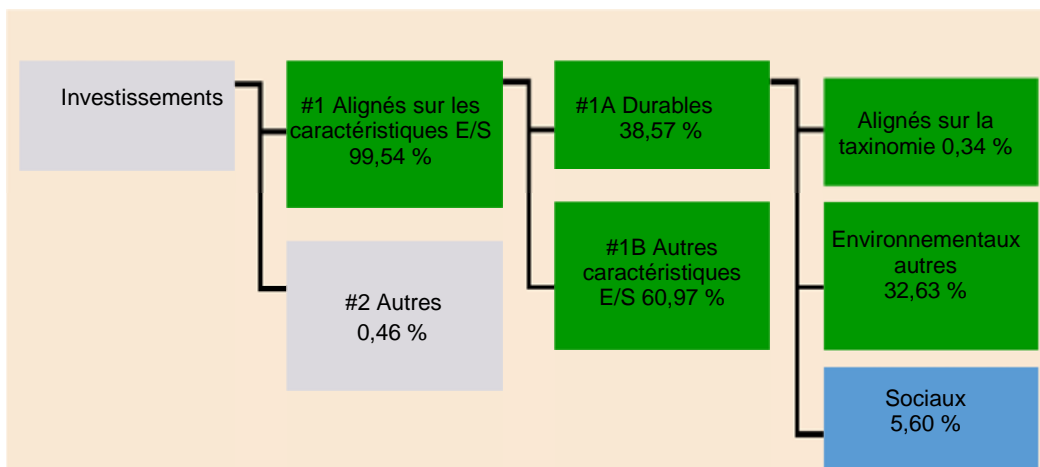 Investissements
#1 Alignés sur les
caractéristiques E/S
99,54 %
#2 Autres
0,46 %
#1A Durables
38,57 %
#1B Autres
caractéristiques
E/S 60,97 %
Alignés sur la
taxinomie 0,34 %
Environnementaux
autres
32,63 %
Sociaux
5,60 %